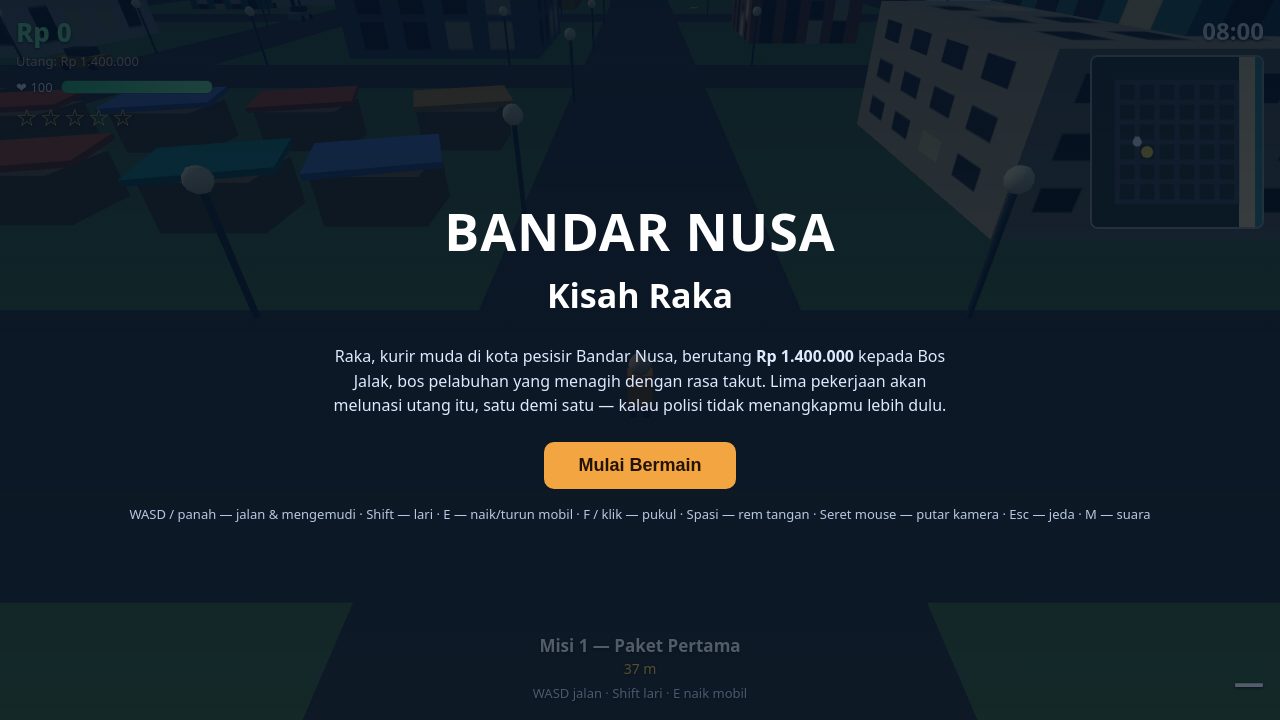 Rp 0
08:00
Utang: Rp 1.400.000
❤ 100
☆☆☆☆☆
BANDAR NUSA
Kisah Raka
Raka, kurir muda di kota pesisir Bandar Nusa, berutang Rp 1.400.000 kepada Bos
Jalak, bos pelabuhan yang menagih dengan rasa takut. Lima pekerjaan akan
melunasi utang itu, satu demi satu — kalau polisi tidak menangkapmu lebih dulu.
Mulai Bermain
WASD / panah — jalan & mengemudi · Shift — lari · E — naik/turun mobil · F / klik — pukul · Spasi — rem tangan · Seret mouse — putar kamera · Esc — jeda · M — suara
Misi 1 — Paket Pertama
37 m
WASD jalan · Shift lari · E naik mobil
—